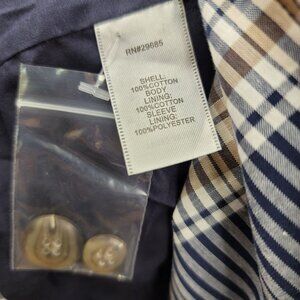 RN#29685
SHELL:
100%COTTON
BODY
LINING:
100%COTTON
SLEEVE
LINING:
100%POLYESTER